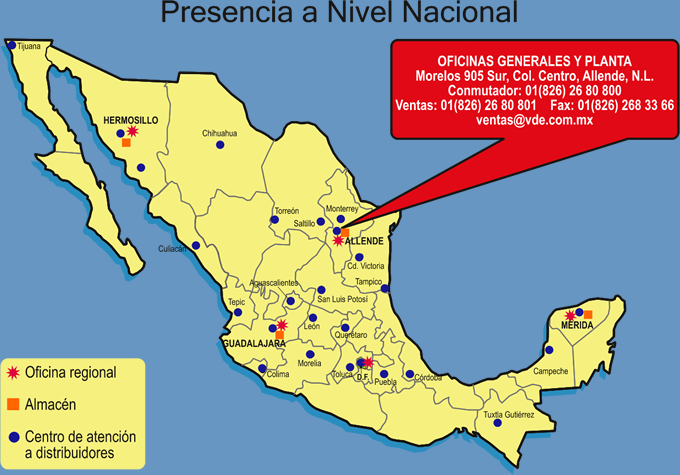 Presencia a Nivel Nacional
OFICINAS GENERALES Y PLANTA
Morelos 905 Sur, Col. Centro, Allende, N.L.
Conmutador: 01(826) 26 80 800
Ventas: 01(826) 26 80 801 Fax: 01(826) 268 33 66
ventas@vde.com.mx
Tijuana
HERMOSILLO
Chihuahua
Torreón
Monterrey
Saltillo
ALLENDE
Culiacán
Cd. Victoria
Tampico
Aguascalientes
San Luis Potosí
Tepic
León
Querétaro
GUADALAJARA
MERIDA
Morelia
Colima
Toluca
D.F.
Puebla
Córdoba
Campeche
Tuxtla Gutiérrez
Oficina regional
Almacén
Centro de atención
a distribuidores